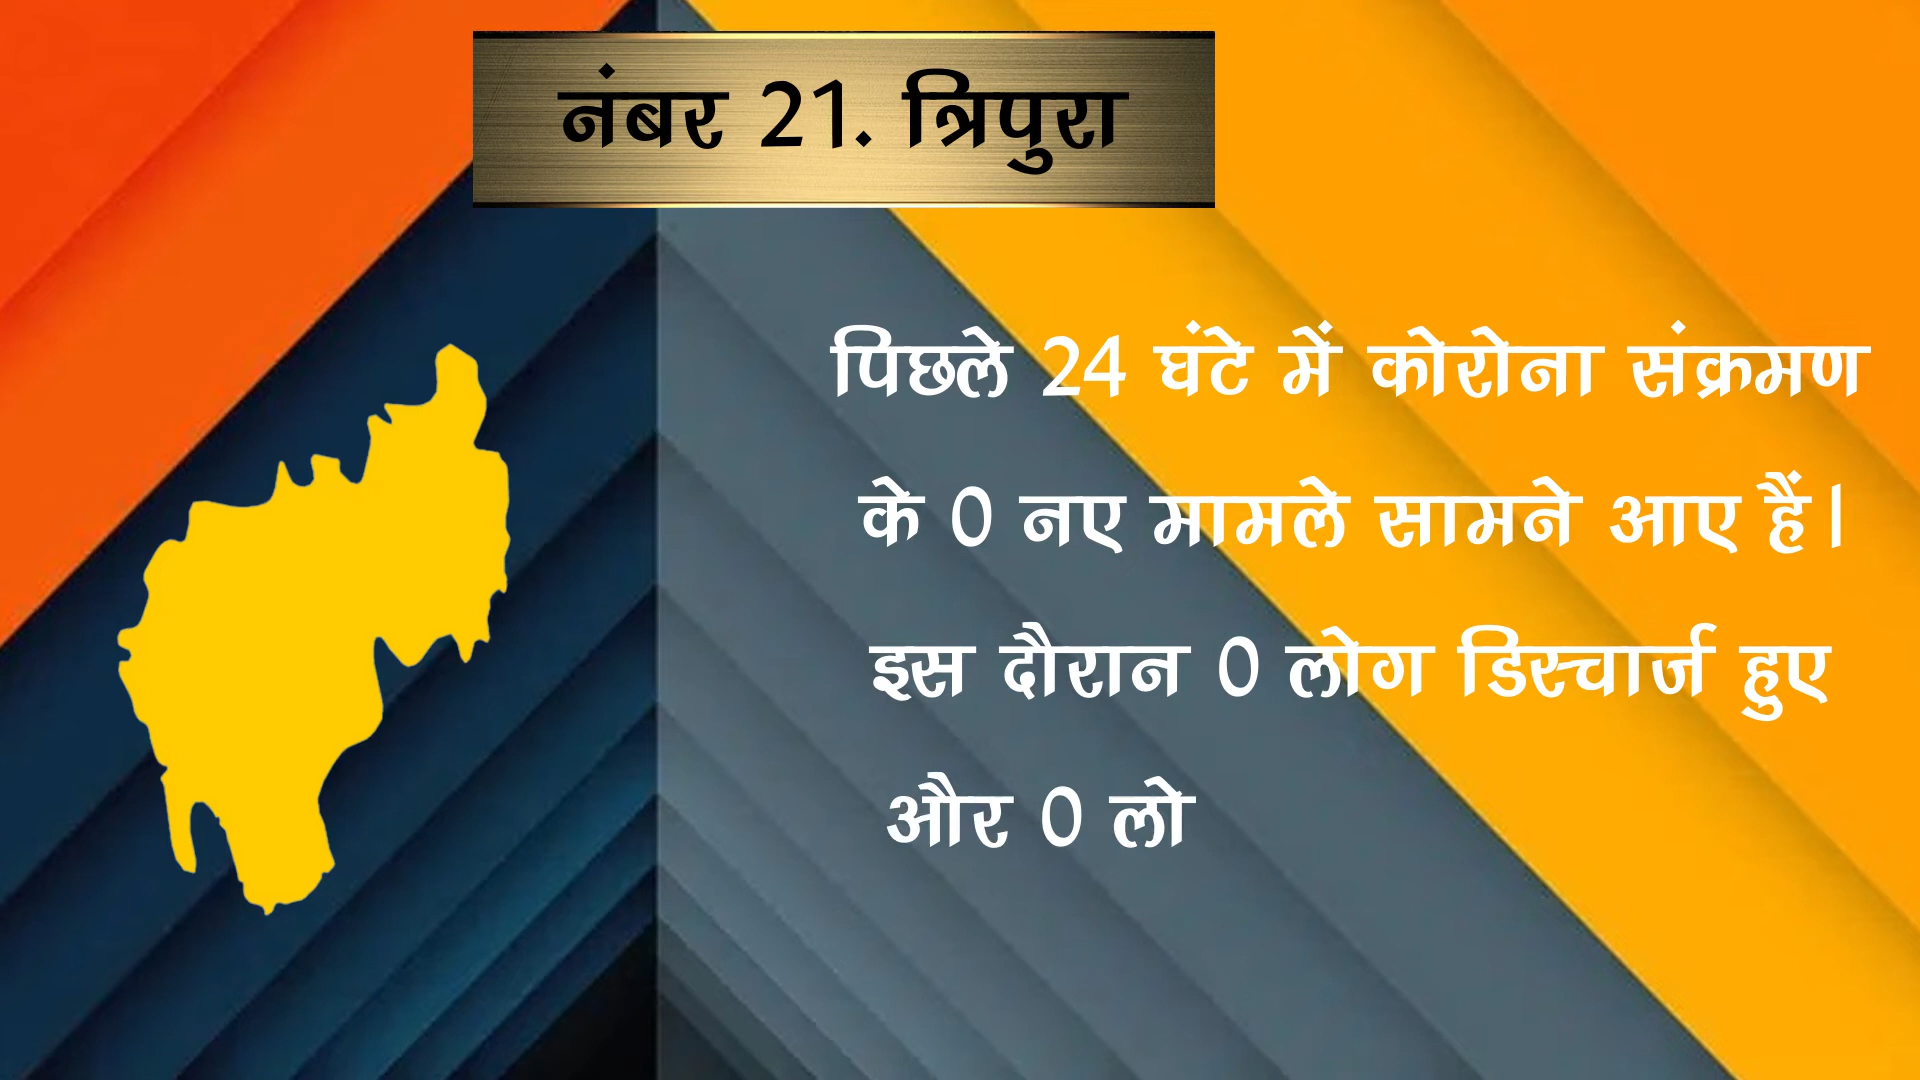 नंबर 21. त्रिपुरा
पिछले 24 घंटे में कोरोना संक्रमण
के 0 नए मामले सामने आए हैं।
इस दौरान 0 लोग डिस्चार्ज हुए
और 0 लो